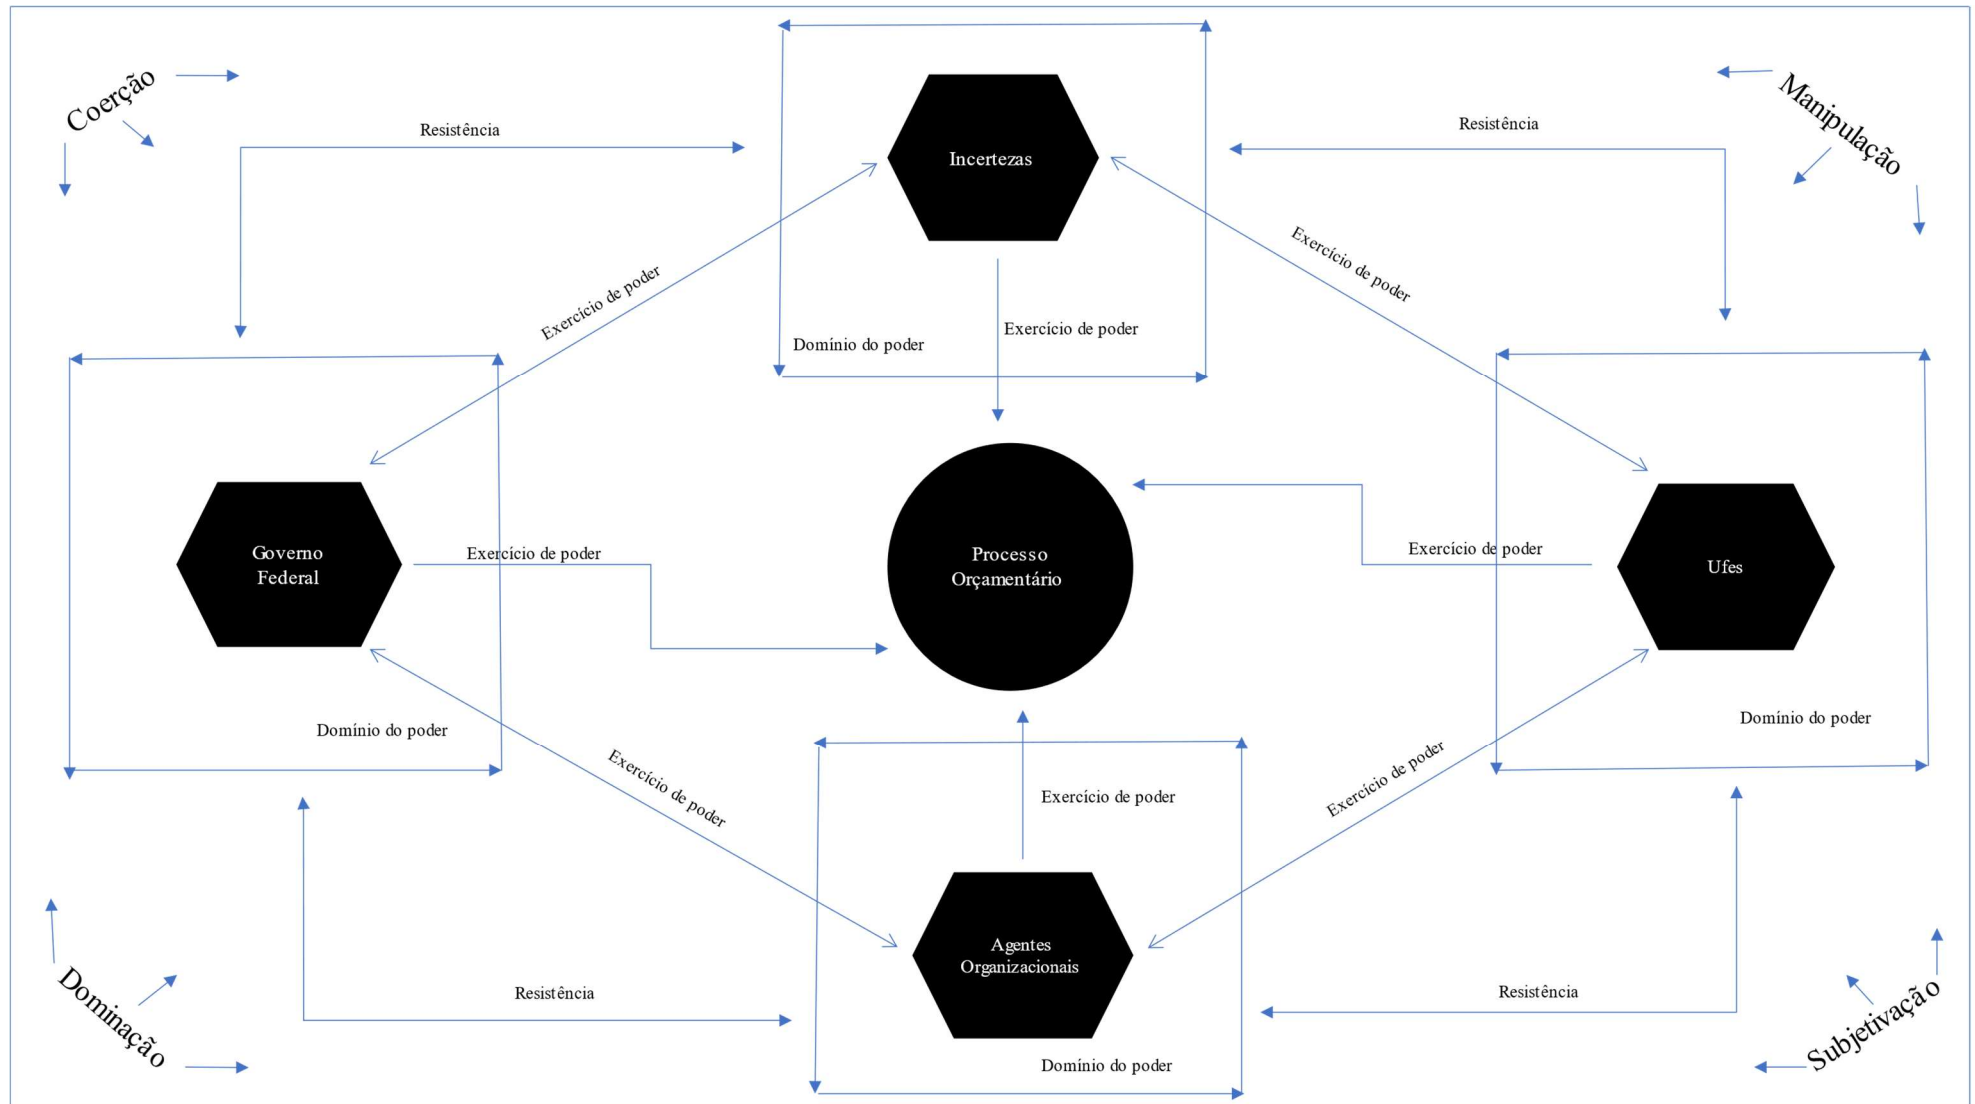 Coerção
Manipulação
Resistência
Resistência
Incertezas
Exercício de poder
Exercício de poder
Exercício de poder
Domínio do poder
Governo
Federal
Exercício de poder
Processo
Orçamentário
Exercício de poder
Ufes
Domínio do poder
Domínio do poder
Exercício de poder
Exercício de poder
Exercício de poder
Agentes
Organizacionais
Resistência
Resistência
Dominação
Subjetivação
Domínio do poder